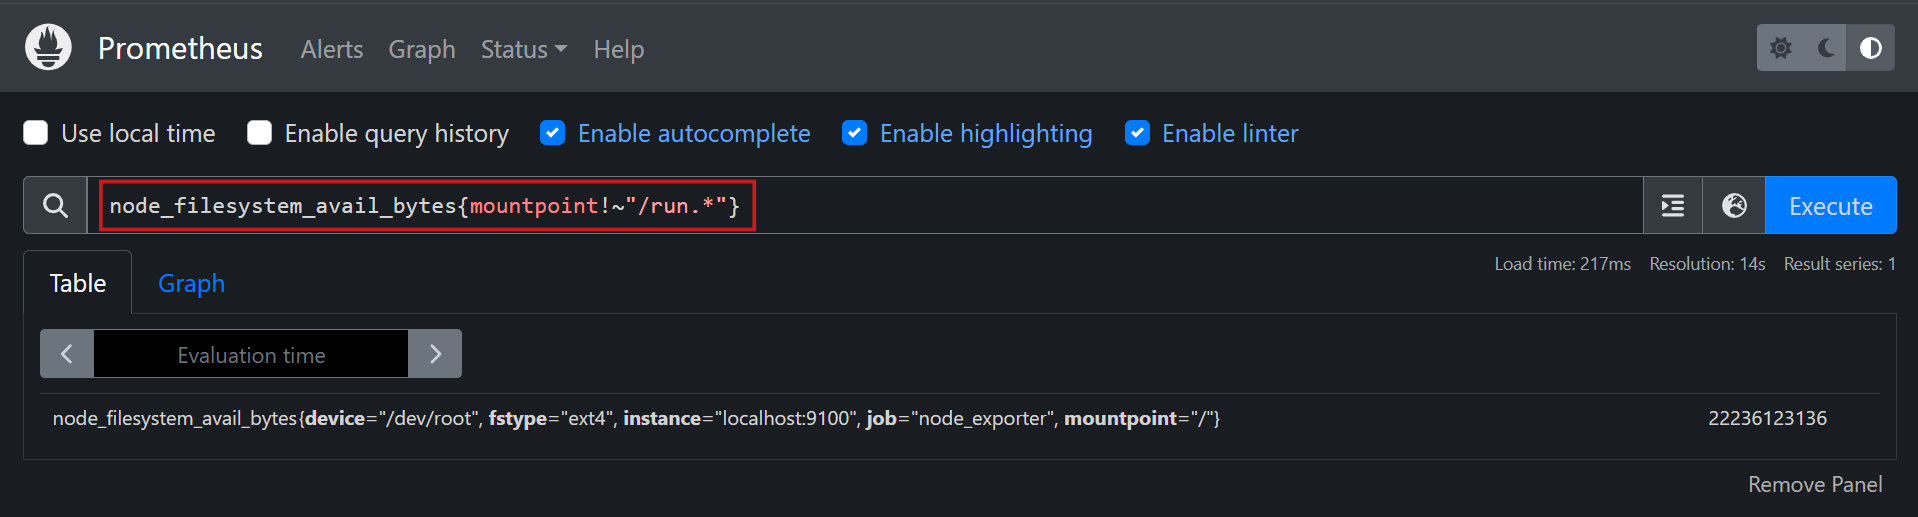 Prometheus Alerts Graph Status Help
Use local time Enable query history Enable autocomplete Enable highlighting Enable linter
node_filesystem_avail_bytes{mountpoint!~"/run.*"} Execute
Load time: 217ms Resolution: 14s Result series: 1
Table Graph
Evaluation time
node_filesystem_avail_bytes{device="/dev/root", fstype="ext4", instance="localhost:9100", job="node_exporter", mountpoint="/"} 22236123136
Remove Panel